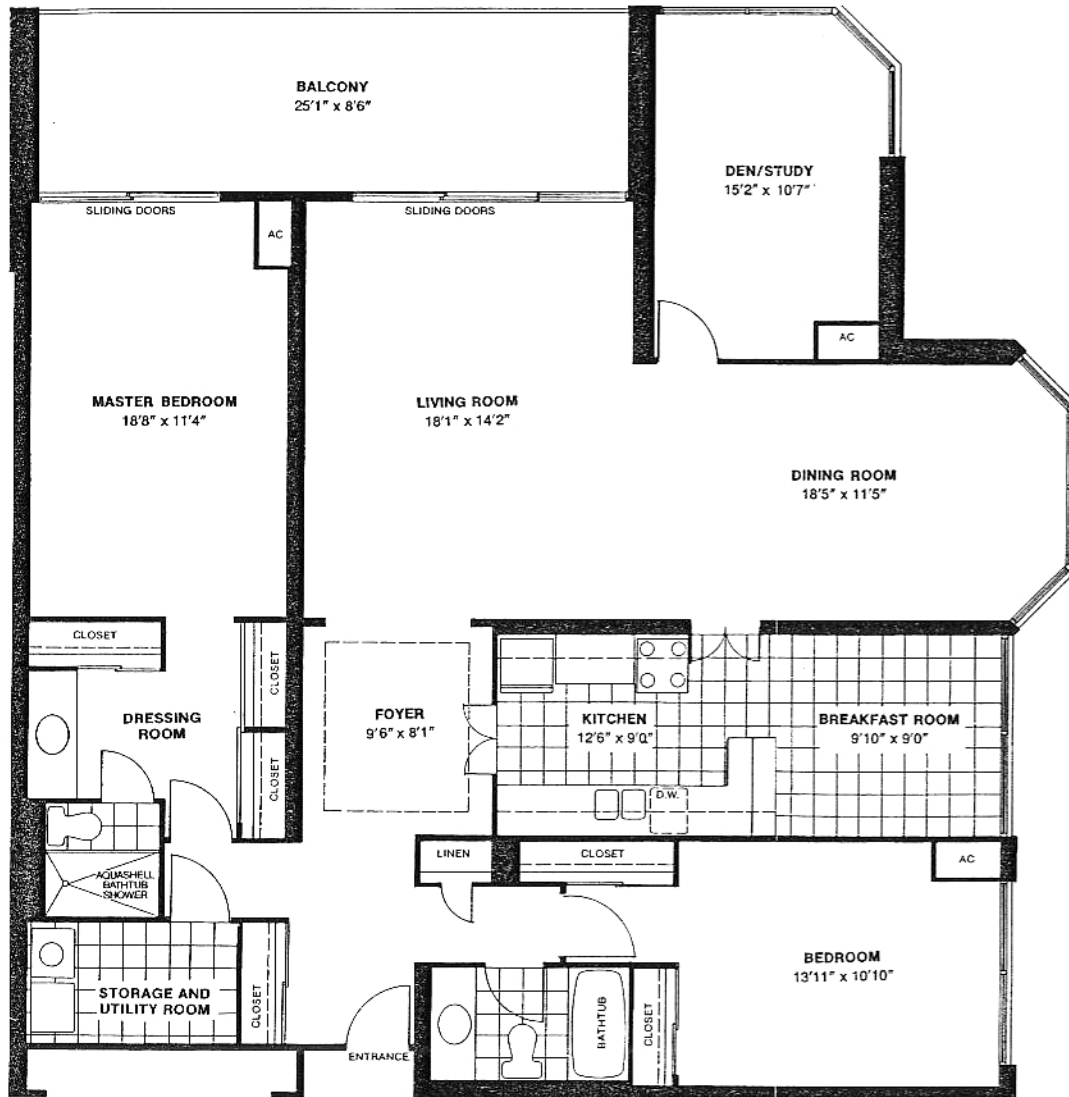 BALCONY
25'1" x 8'6"
DEN/STUDY
15'2" x 10'7"
SLIDING DOORS
SLIDING DOORS
AC
AC
MASTER BEDROOM
18'8" x 11'4"
LIVING ROOM
18'1" x 14'2"
DINING ROOM
18'5" x 11'5"
CLOSET
CLOSET
DRESSING
ROOM
CLOSET
FOYER
9'6" x 8'1"
KITCHEN
12'6" x 9'0"
BREAKFAST ROOM
9'10" x 9'0"
D.W.
LINEN
CLOSET
AC
AQUASHELL
BATHTUB
SHOWER
BEDROOM
13'11" x 10'10"
STORAGE AND
UTILITY ROOM
CLOSET
BATHTUB
CLOSET
ENTRANCE